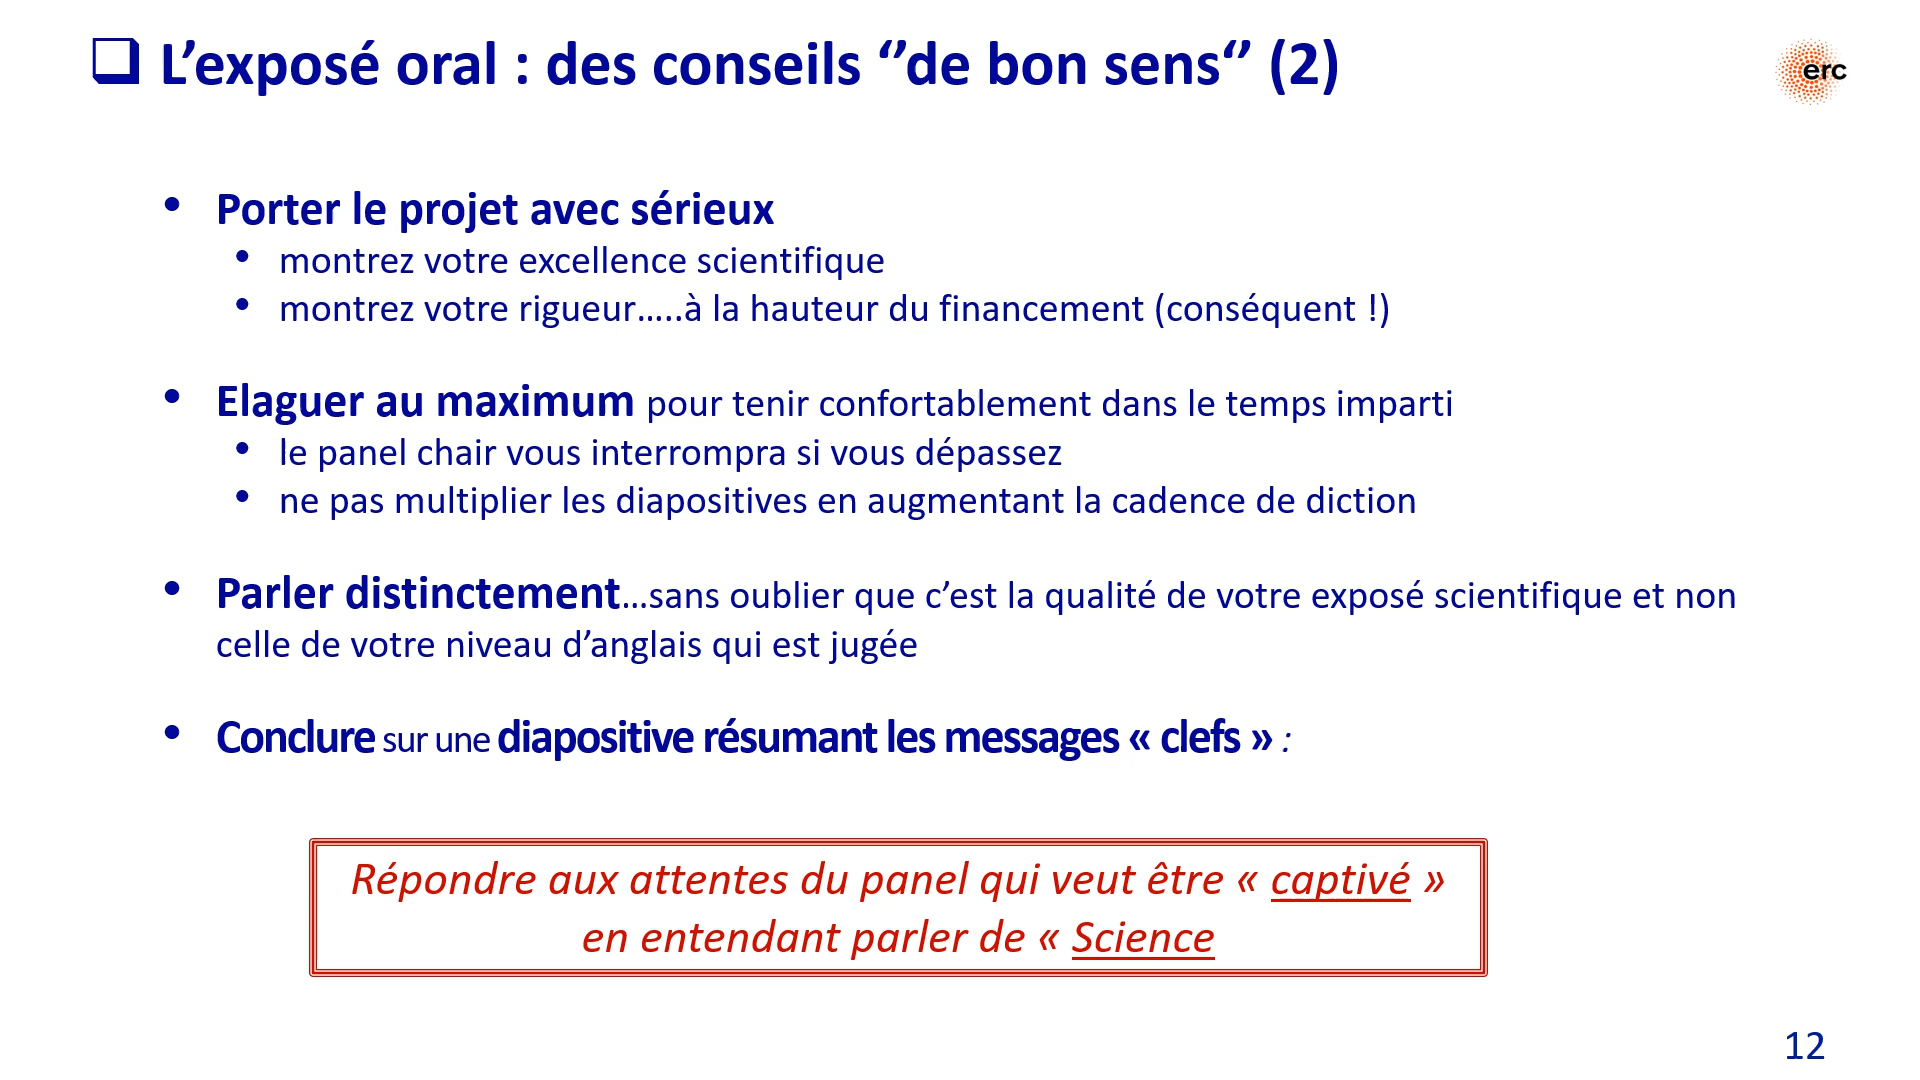 ❑ L’exposé oral : des conseils ‘’de bon sens‘’ (2)
erc
• Porter le projet avec sérieux
• montrez votre excellence scientifique
• montrez votre rigueur…..à la hauteur du financement (conséquent !)
• Elaguer au maximum pour tenir confortablement dans le temps imparti
• le panel chair vous interrompra si vous dépassez
• ne pas multiplier les diapositives en augmentant la cadence de diction
• Parler distinctement…sans oublier que c’est la qualité de votre exposé scientifique et non
celle de votre niveau d’anglais qui est jugée
• Conclure sur une diapositive résumant les messages « clefs » :
Répondre aux attentes du panel qui veut être « captivé »
en entendant parler de « Science
12